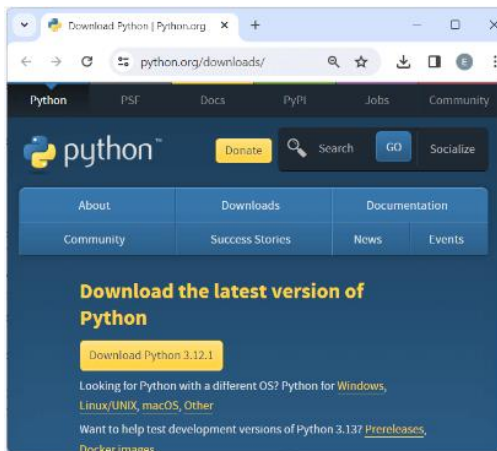 Download Python | Python.org
python.org/downloads/
E
Python PSF Docs PyPI Jobs Community
python™
Donate Search GO Socialize
About Downloads Documentation
Community Success Stories News Events
Download the latest version of
Python
Download Python 3.12.1
Looking for Python with a different OS? Python for Windows,
Linux/UNIX, macOS, Other
Want to help test development versions of Python 3.13? Prereleases,
Docker images